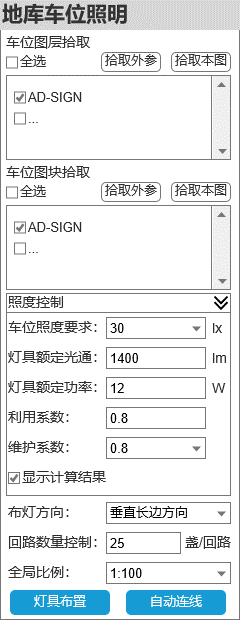 地库车位照明
车位图层拾取
全选 拾取外参 拾取本图
AD-SIGN
...
车位图块拾取
全选 拾取外参 拾取本图
AD-SIGN
...
照度控制
车位照度要求: 30 lx
灯具额定光通: 1400 lm
灯具额定功率: 12 W
利用系数: 0.8
维护系数: 0.8
显示计算结果
布灯方向: 垂直长边方向
回路数量控制: 25 盏/回路
全局比例: 1:100
灯具布置 自动连线